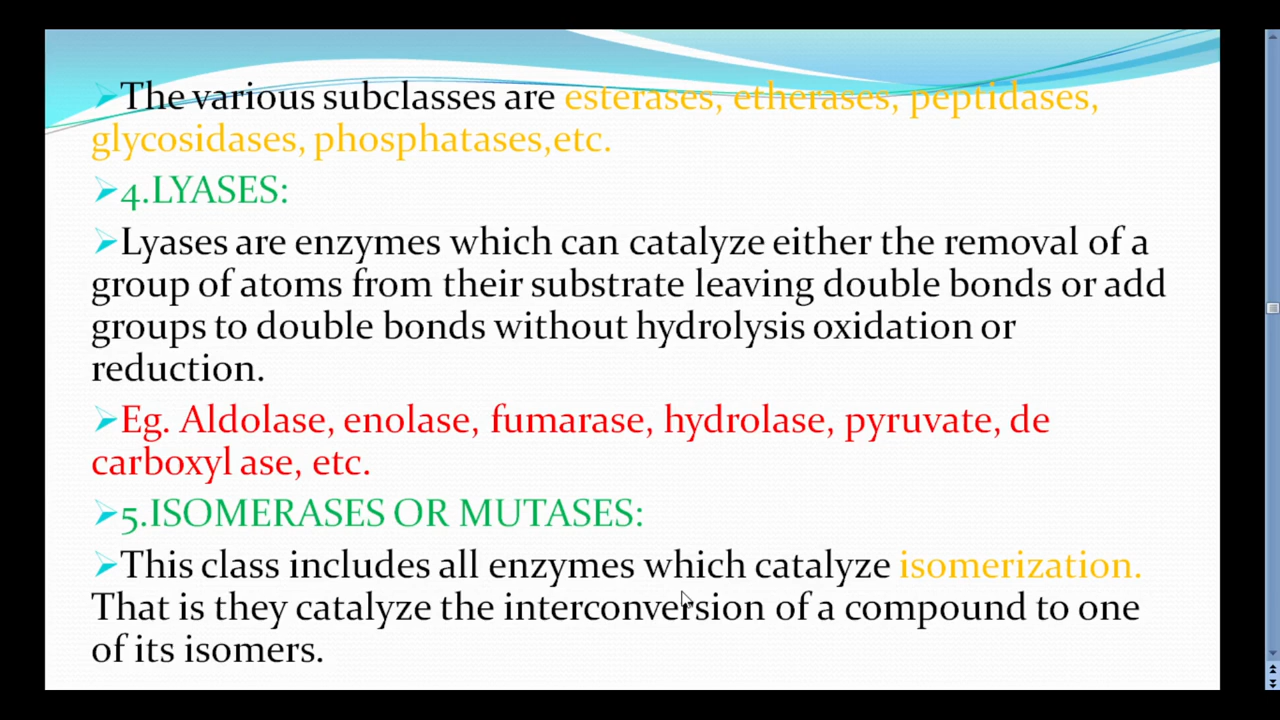 The various subclasses are esterases, etherases, peptidases,
glycosidases, phosphatases,etc.
4.LYASES:
Lyases are enzymes which can catalyze either the removal of a
group of atoms from their substrate leaving double bonds or add
groups to double bonds without hydrolysis oxidation or
reduction.
Eg. Aldolase, enolase, fumarase, hydrolase, pyruvate, de
carboxyl ase, etc.
5.ISOMERASES OR MUTASES:
This class includes all enzymes which catalyze isomerization.
That is they catalyze the interconversion of a compound to one
of its isomers.